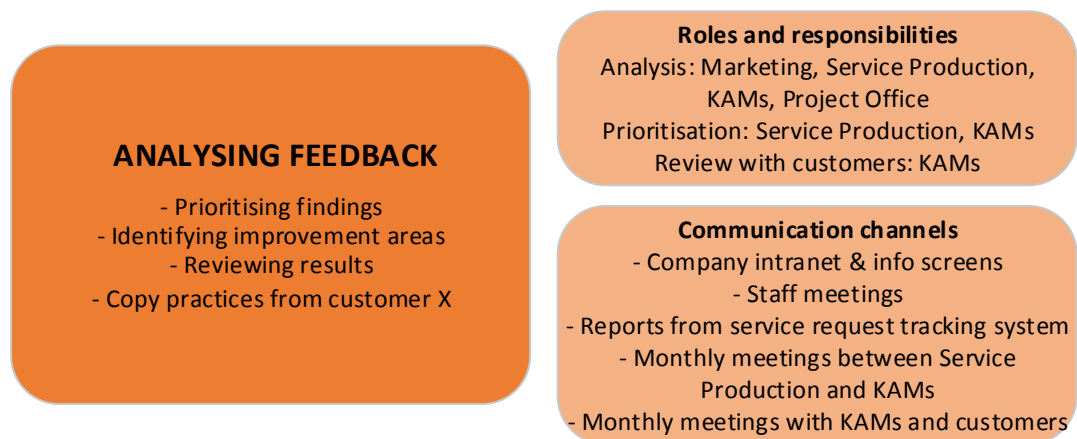 ANALYSING FEEDBACK
- Prioritising findings
- Identifying improvement areas
- Reviewing results
- Copy practices from customer X
Roles and responsibilities
Analysis: Marketing, Service Production,
KAMs, Project Office
Prioritisation: Service Production, KAMs
Review with customers: KAMs
Communication channels
- Company intranet & info screens
- Staff meetings
- Reports from service request tracking system
- Monthly meetings between Service
Production and KAMs
- Monthly meetings with KAMs and customers